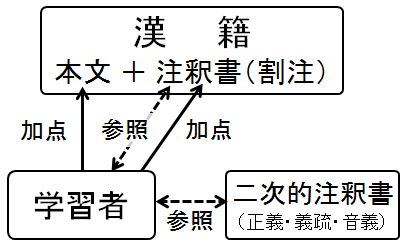 漢　籍
本文 ＋ 注釈書（割注）
加点
参照
加点
学習者
参照
二次的注釈書
（正義・義疏・音義）